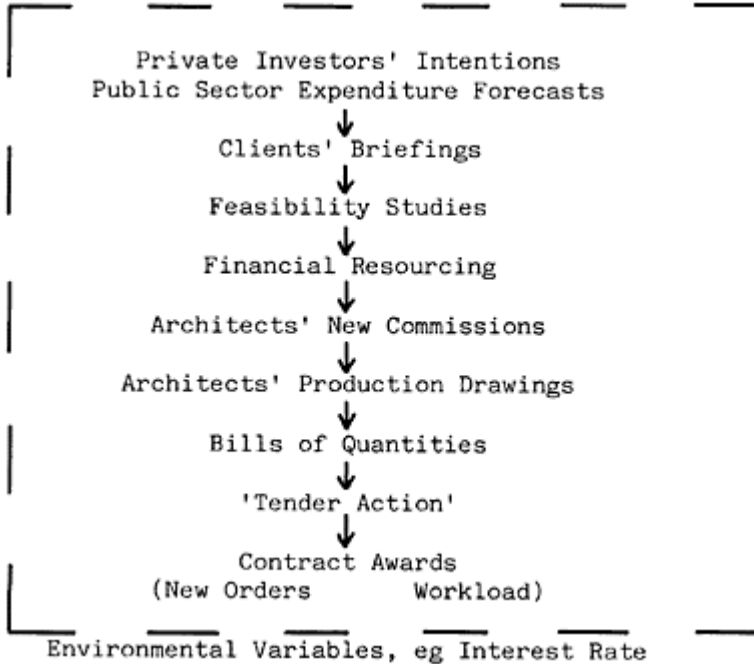 Private Investors' Intentions
Public Sector Expenditure Forecasts
Clients' Briefings
Feasibility Studies
Financial Resourcing
Architects' New Commissions
Architects' Production Drawings
Bills of Quantities
'Tender Action'
Contract Awards
(New Orders Workload)
Environmental Variables, eg Interest Rate